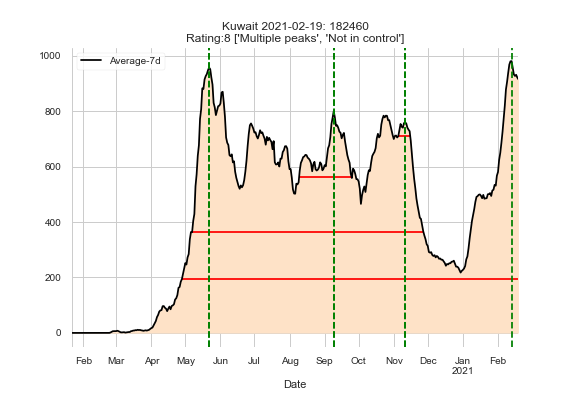 Kuwait 2021-02-19: 182460
Rating:8 ['Multiple peaks', 'Not in control']
Average-7d
1000
800
600
400
200
0
Feb Mar Apr May Jun Jul Aug Sep Oct Nov Dec Jan Feb
2021
Date